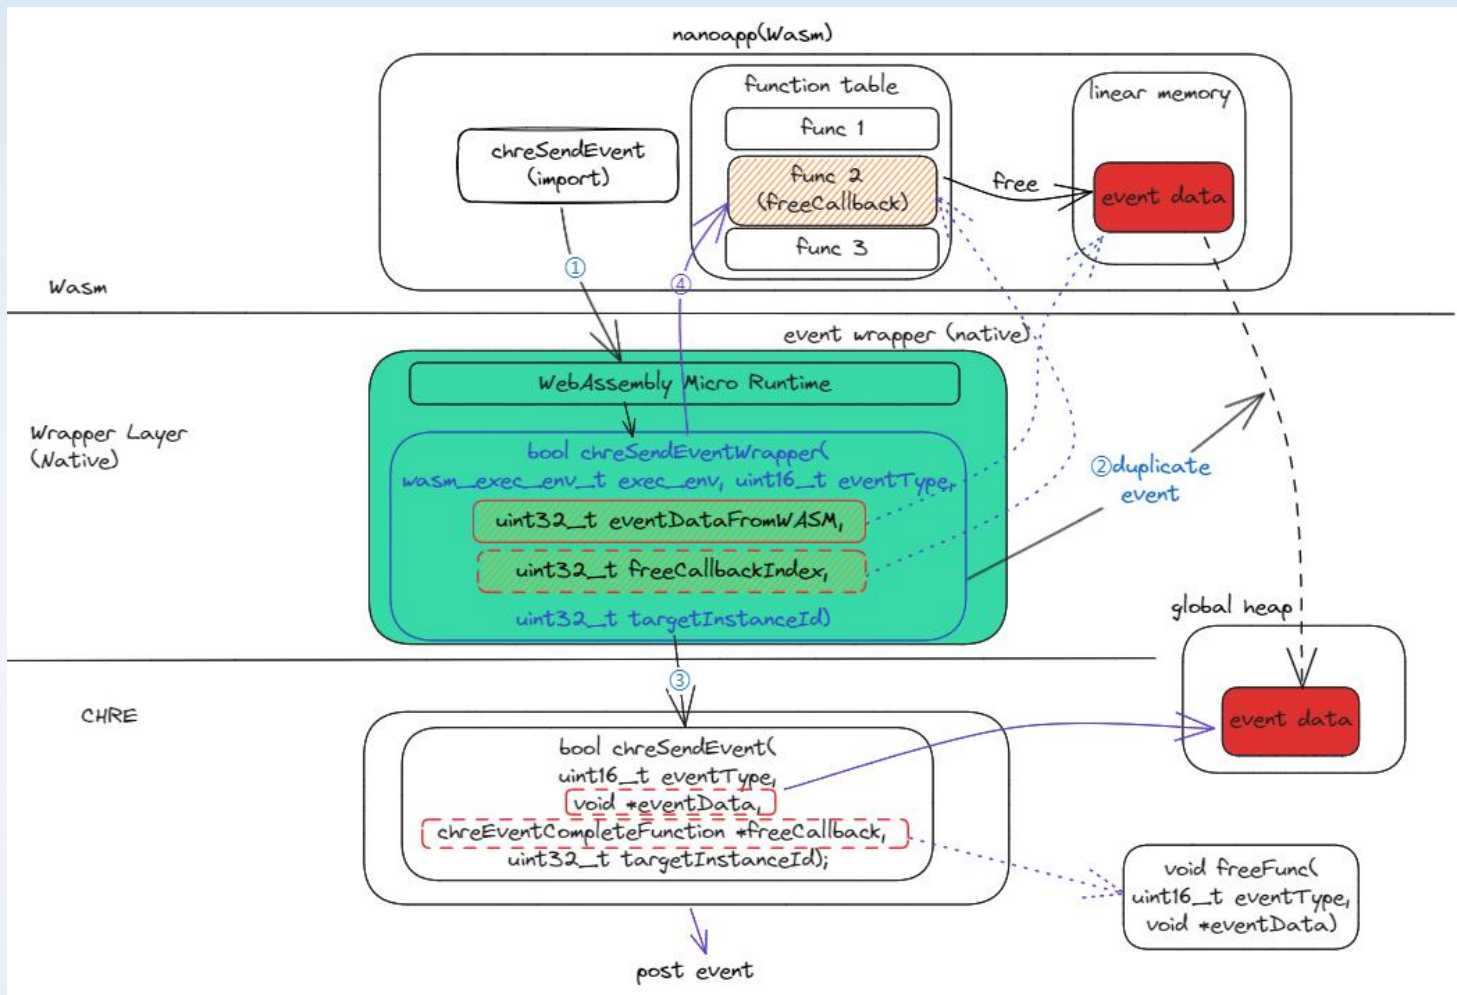 nanoapp(Wasm)
function table
linear memory
func 1
chreSendEvent
(import)
func 2
(freeCallback)
free
event data
func 3
①
④
Wasm
event wrapper (native)
WebAssembly Micro Runtime
Wrapper Layer
(Native)
bool chreSendEventWrapper(
wasm_exec_env_t exec_env, uint16_t eventType,
uint32_t eventDataFromWASM,
uint32_t freeCallbackIndex,
uint32_t targetInstanceId)
②duplicate
event
global heap
③
CHRE
event data
bool chreSendEvent(
uint16_t eventType,
void *eventData,
chreEventCompleteFunction *freeCallback,
uint32_t targetInstanceId);
void freeFunc(
uint16_t eventType,
void *eventData)
post event